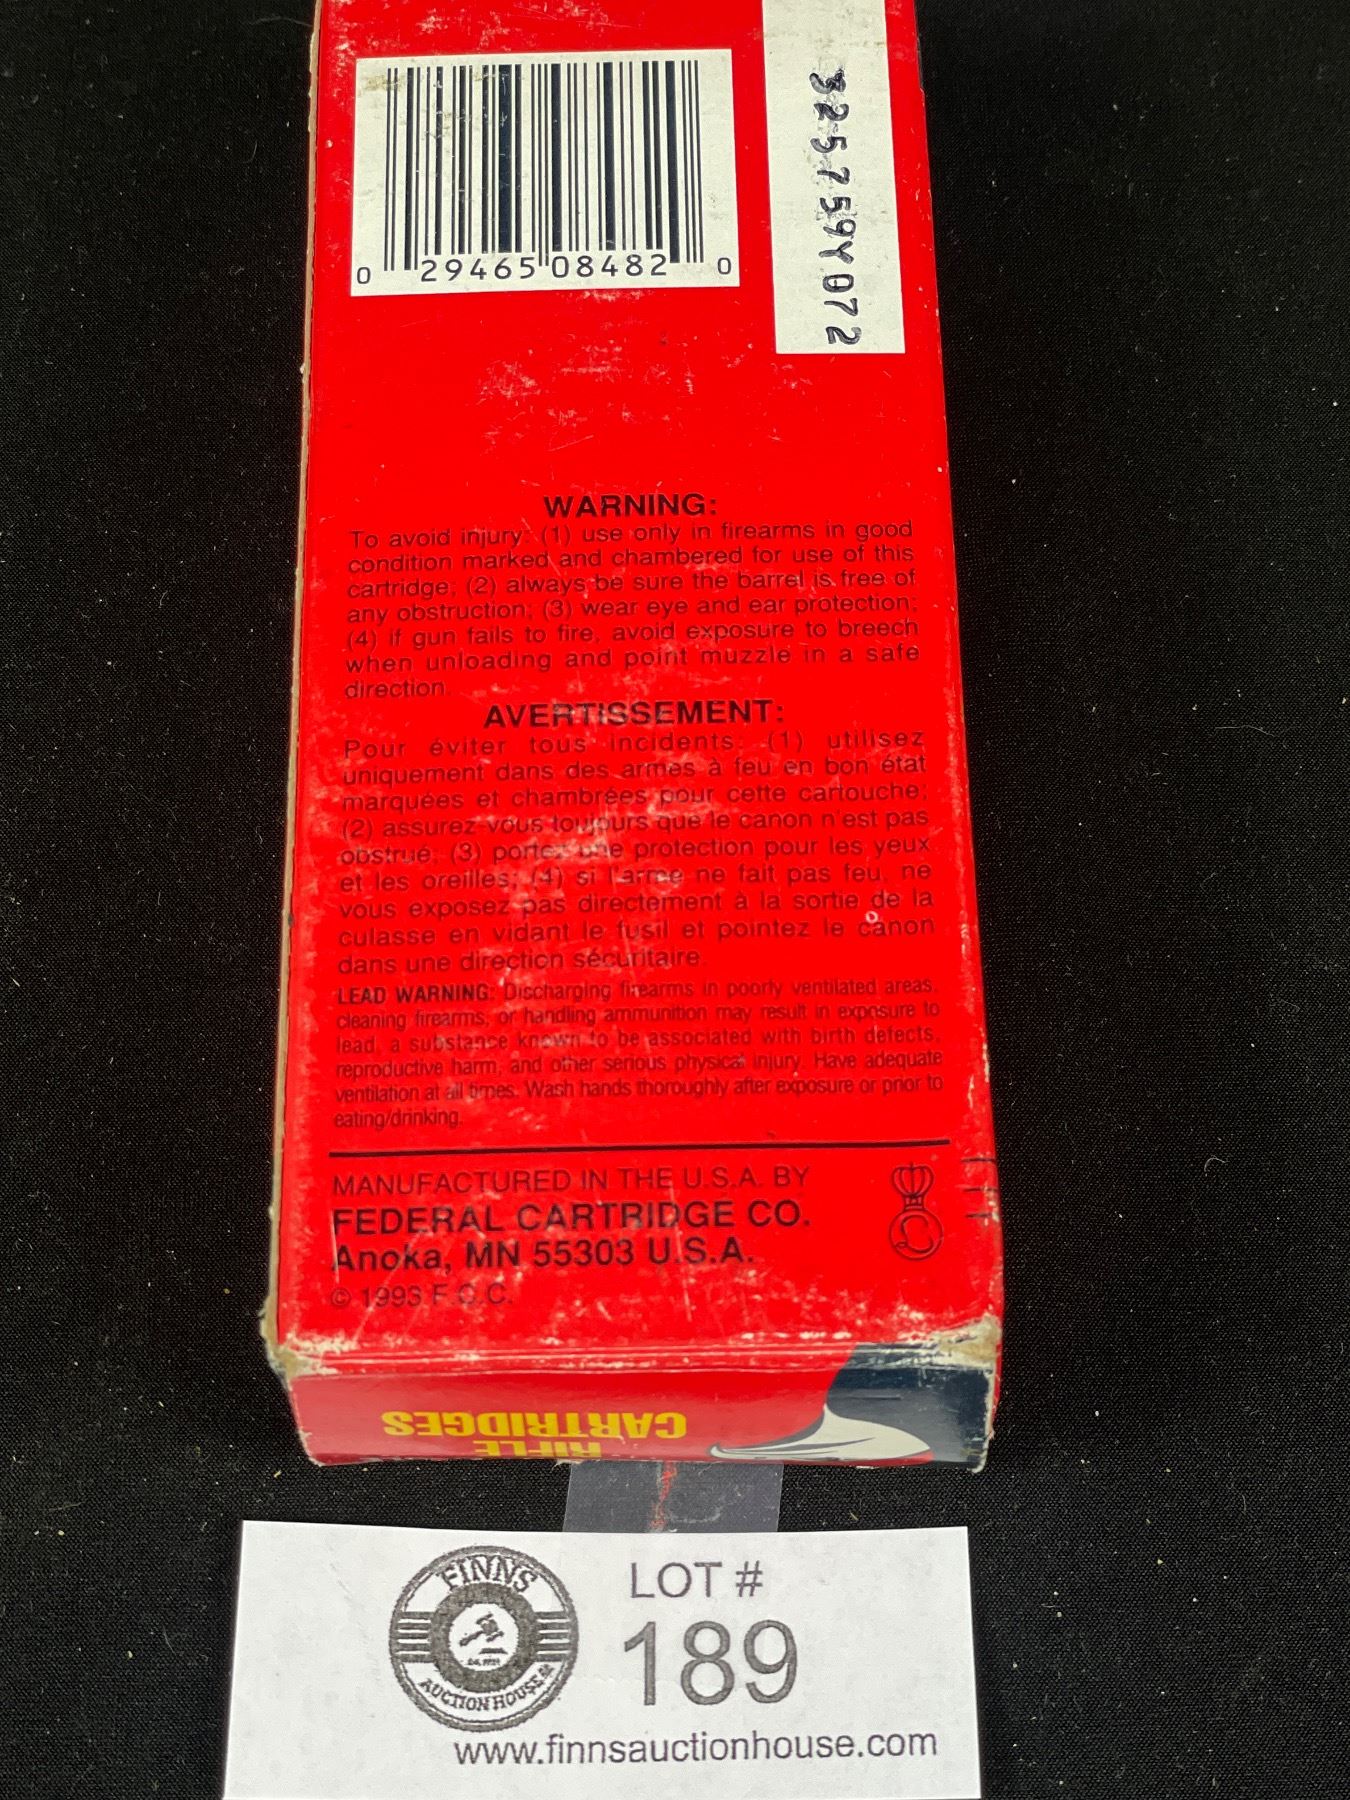 0 29465 08482 0
325759Y072
WARNING:
To avoid injury: (1) use only in firearms in good
condition marked and chambered for use of this
cartridge; (2) always be sure the barrel is free of
any obstruction; (3) wear eye and ear protection;
(4) if gun fails to fire, avoid exposure to breech
when unloading and point muzzle in a safe
direction.
AVERTISSEMENT:
Pour éviter tous incidents: (1) utilisez
uniquement dans des armes à feu en bon état
marquées et chambrées pour cette cartouche;
(2) assurez-vous toujours que le canon n'est pas
obstrué; (3) portez une protection pour les yeux
et les oreilles; (4) si l'arme ne fait pas feu, ne
vous exposez pas directement à la sortie de la
culasse en vidant le fusil et pointez le canon
dans une direction sécuritaire.
LEAD WARNING: Discharging firearms in poorly ventilated areas,
cleaning firearms, or handling ammunition may result in exposure to
lead, a substance known to be associated with birth defects,
reproductive harm, and other serious physical injury. Have adequate
ventilation at all times. Wash hands thoroughly after exposure or prior to
eating/drinking.
MANUFACTURED IN THE U.S.A. BY
FEDERAL CARTRIDGE CO.
Anoka, MN 55303 U.S.A.
© 1993 F.C.C.
RIFLE
CARTRIDGES
FINNS
AUCTION HOUSE
LOT #
189
www.finnsauctionhouse.com